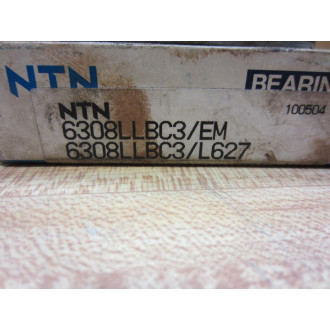 NTN
BEARIN
100504
NTN
6308LLBC3/EM
6308LLBC3/L627